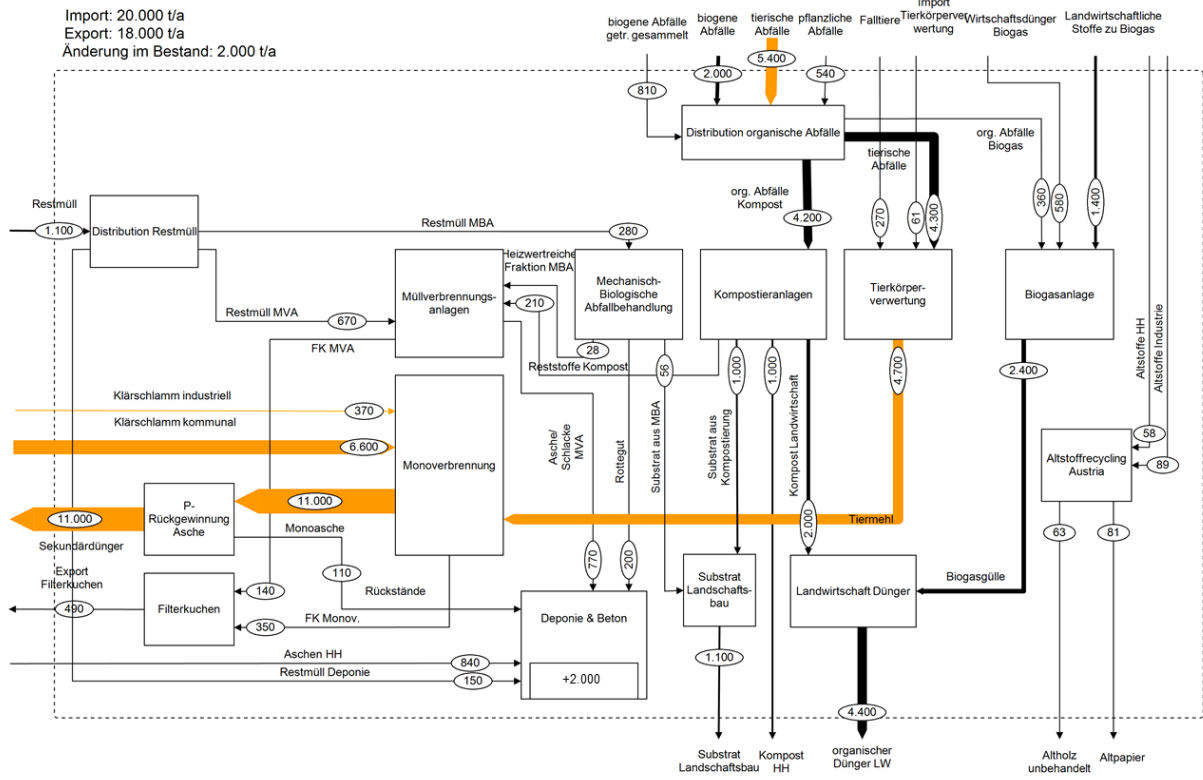 Import: 20.000 t/a
Export: 18.000 t/a
Änderung im Bestand: 2.000 t/a
biogene Abfälle
getr. gesammelt
biogene
Abfälle
tierische
Abfälle
pflanzliche
Abfälle
Falltiere
Import
Tierkörperver
wertung
Wirtschaftsdünger
Biogas
Landwirtschaftliche
Stoffe zu Biogas
810
2.000
5.400
540
Distribution organische Abfälle
tierische
Abfälle
org. Abfälle
Biogas
org. Abfälle
Kompost
4.200
270
61
4.300
360
580
1.400
Restmüll
1.100
Distribution Restmüll
Restmüll MBA
280
Heizwertreiche
Fraktion MBA
Müllverbrennungs-
anlagen
210
Mechanisch-
Biologische
Abfallbehandlung
Kompostieranlagen
Tierkörper-
verwertung
Biogasanlage
Restmüll MVA
670
FK MVA
28
Reststoffe Kompost
56
1.000
1.000
4.700
2.400
Altstoffe HH
Altstoffe Industrie
Klärschlamm industriell
370
Klärschlamm kommunal
6.600
Monoverbrennung
Asche/
Schlacke
MVA
Rottegut
Substrat aus MBA
Substrat aus
Kompostierung
Kompost Landwirtschaft
58
89
Altstoffrecycling
Austria
11.000
P-
Rückgewinnung
Asche
11.000
Sekundärdünger
Monoasche
110
Tiermehl
2.000
63
81
770
200
Export
Filterkuchen
490
Filterkuchen
140
350
FK Monov.
Rückstände
Deponie & Beton
+2.000
Substrat
Landschafts-
bau
Landwirtschaft Dünger
Biogasgülle
Aschen HH
840
Restmüll Deponie
150
1.100
4.400
Substrat
Landschaftsbau
Kompost
HH
organischer
Dünger LW
Altholz
unbehandelt
Altpapier